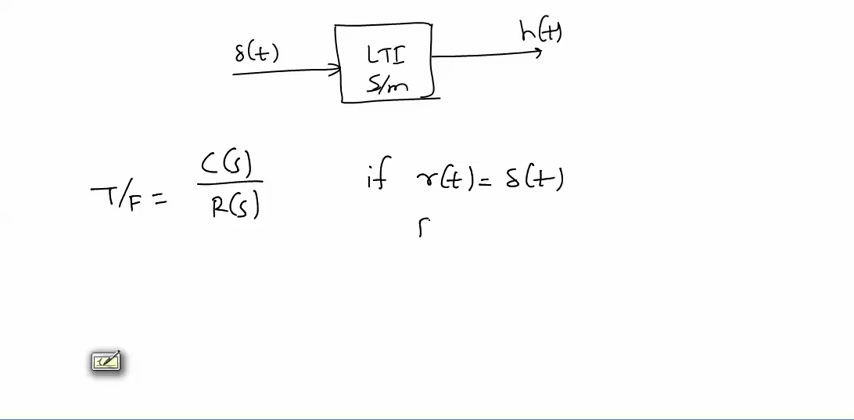 h(t)
δ(t)
LTI
S/m
T/F = C(s)/R(s) if r(t) = δ(t)